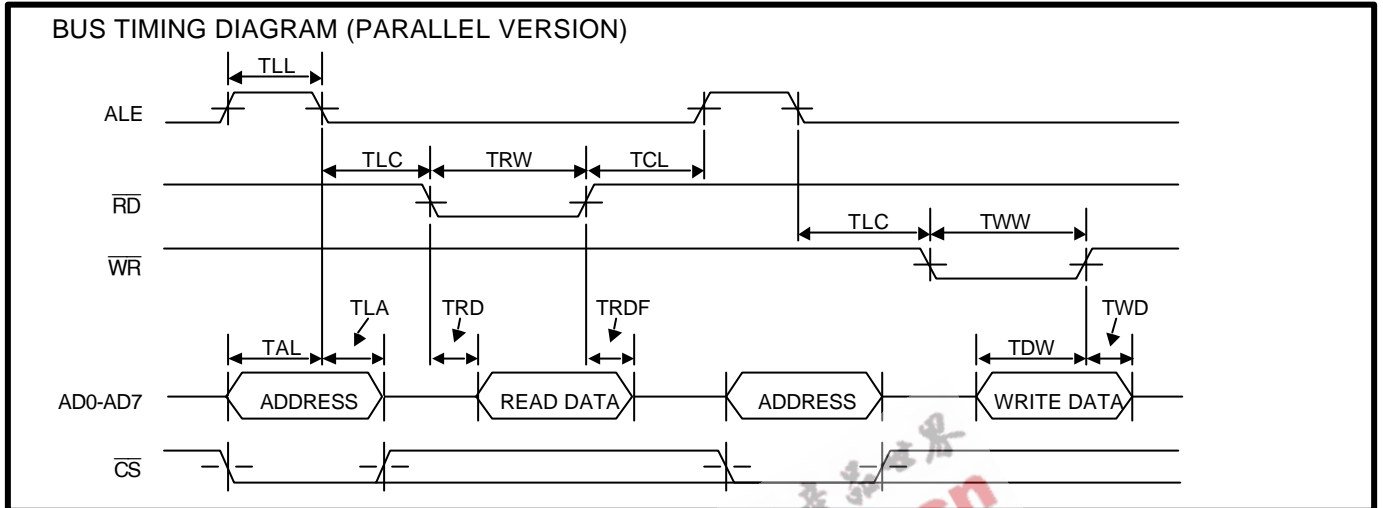 BUS TIMING DIAGRAM (PARALLEL VERSION)
TLL
ALE
TLC TRW TCL
RD
TLC TWW
WR
TLA TRD TRDF TWD
TAL TDW
AD0-AD7 ADDRESS READ DATA ADDRESS WRITE DATA
CS